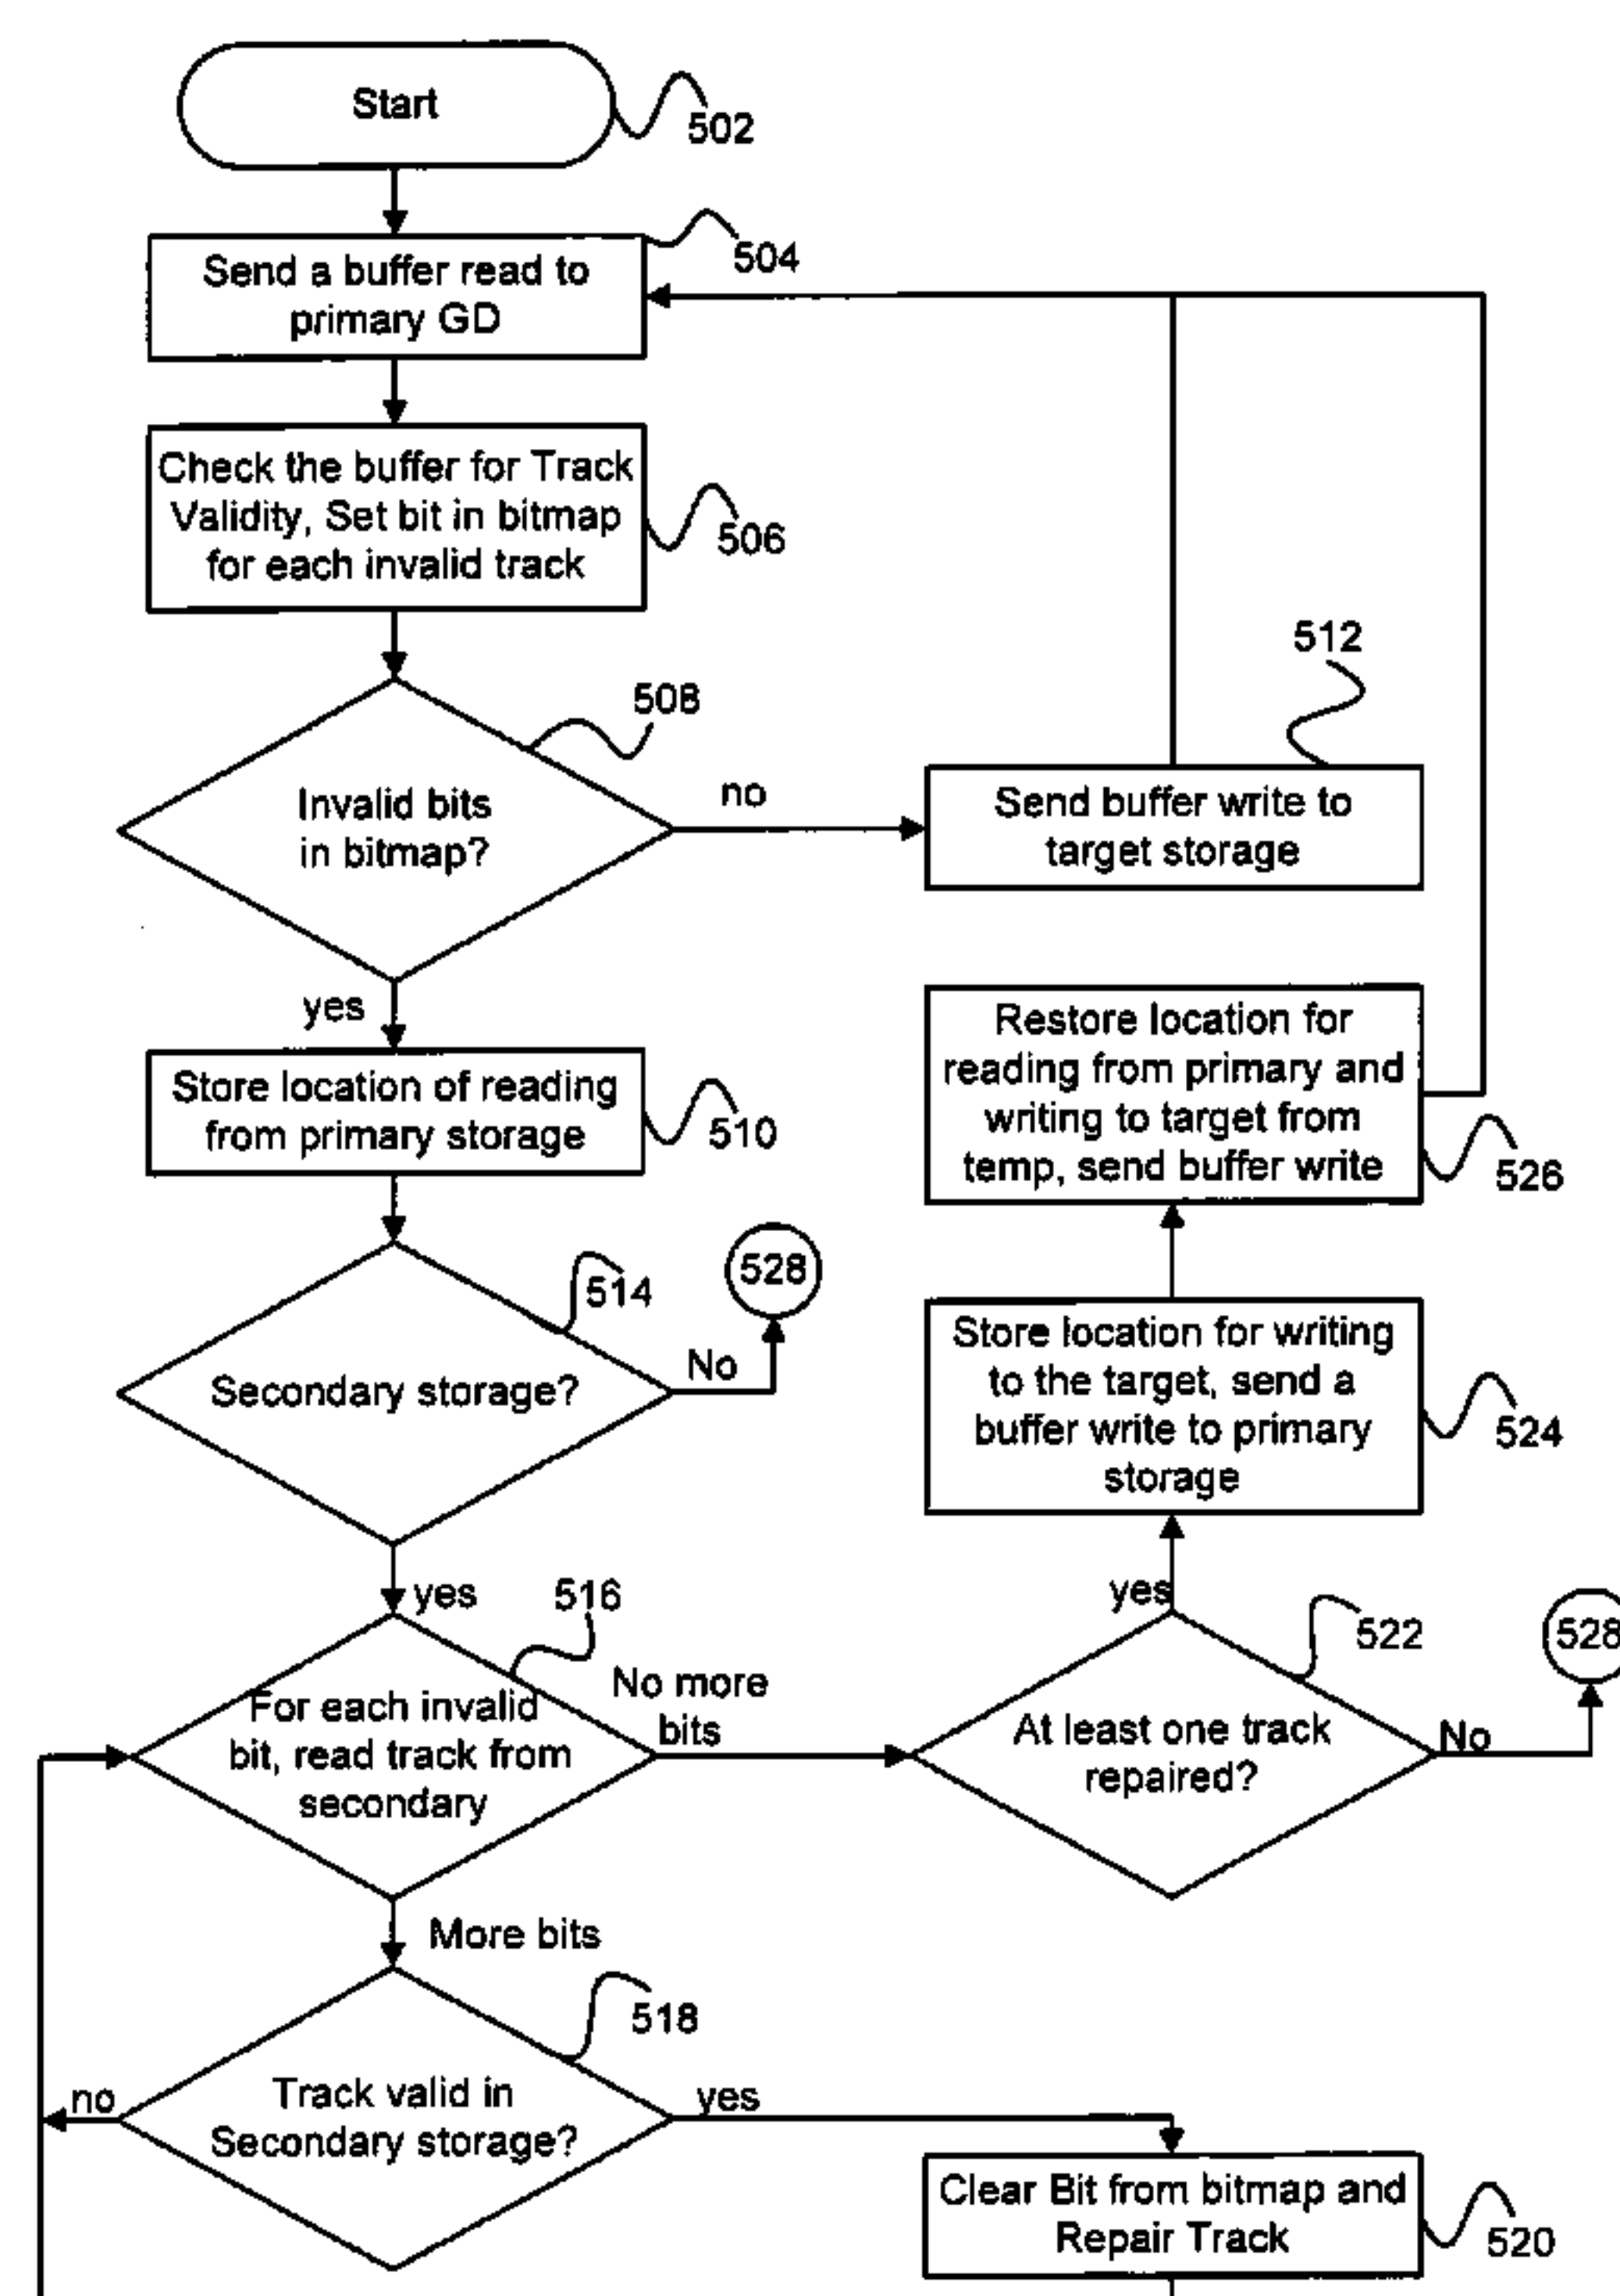 Start
502
504
Send a buffer read to
primary GD
Check the buffer for Track
Validity, Set bit in bitmap
for each invalid track
506
508
Invalid bits
in bitmap?
no
512
Send buffer write to
target storage
yes
Store location of reading
from primary storage
510
Restore location for
reading from primary and
writing to target from
temp, send buffer write
526
514
528
Secondary storage?
No
Store location for writing
to the target, send a
buffer write to primary
storage
524
yes
516
For each invalid
bit, read track from
secondary
No more
bits
yes
522
528
At least one track
repaired?
No
More bits
518
Track valid in
Secondary storage?
no
yes
Clear Bit from bitmap and
Repair Track
520